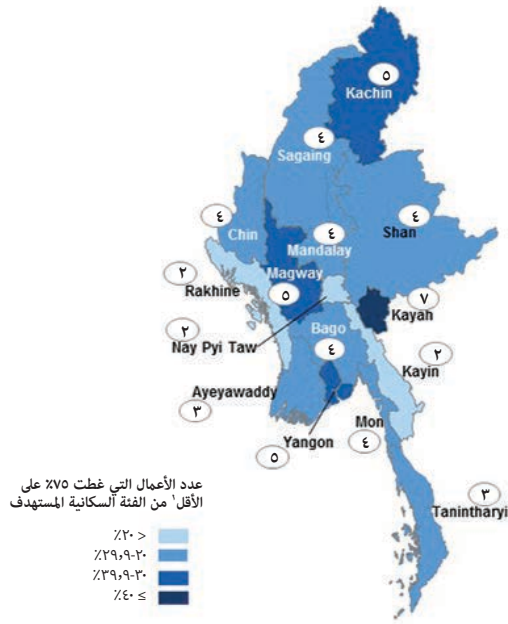 ٥
Kachin
٤
Sagaing
٤
Chin
٤
Mandalay
٤
Shan
٢
Rakhine
Magway
٥
٧
Kayah
٢
Nay Pyi Taw
Bago
٤
٢
Kayin
Ayeyawaddy
٣
Mon
٤
Yangon
٥
٣
Tanintharyi
عدد الأعمال التي غطت ٧٥٪ على
الأقل١ من الفئة السكانية المستهدف
< ٢٠٪
٢٠-٢٩,٩٪
٣٠-٣٩,٩٪
≥ ٤٠٪